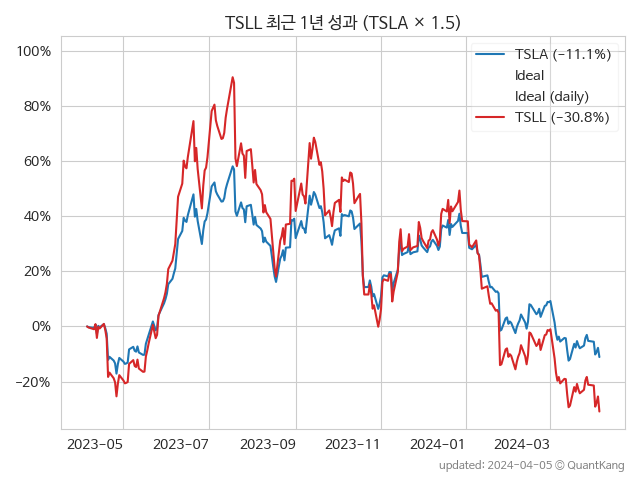 TSLL 최근 1년 성과 (TSLA × 1.5)
100%
80%
60%
40%
20%
0%
−20%
TSLA (−11.1%)
Ideal
Ideal (daily)
TSLL (−30.8%)
2023−05
2023−07
2023−09
2023−11
2024−01
2024−03
updated: 2024-04-05 © QuantKang